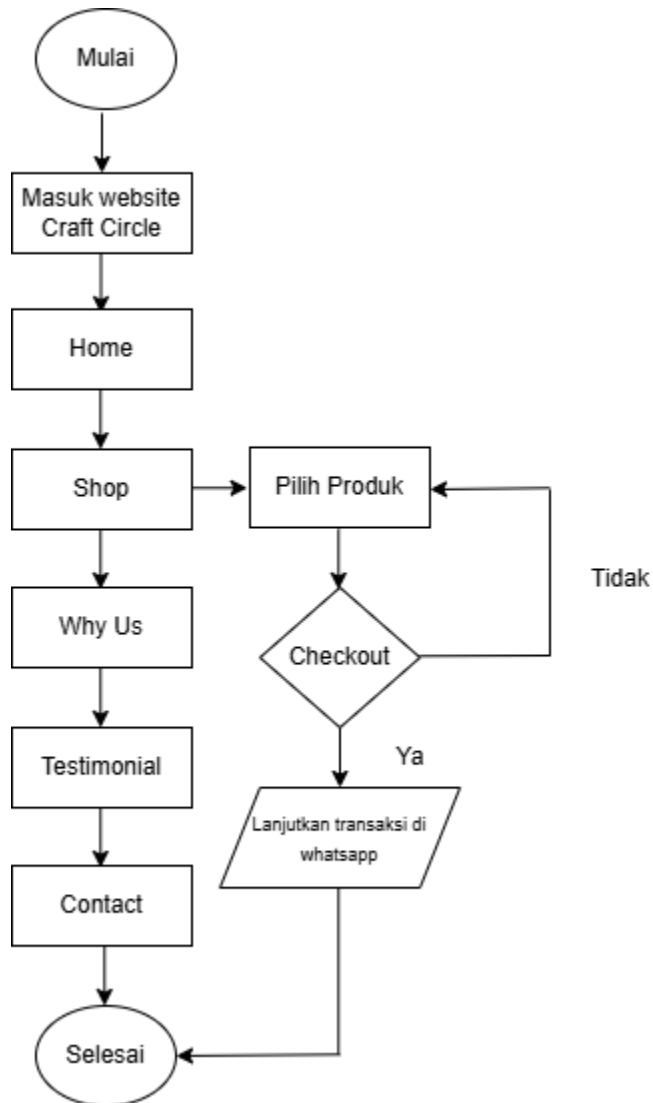 Mulai
Masuk website
Craft Circle
Home
Shop
Pilih Produk
Tidak
Why Us
Checkout
Testimonial
Ya
Lanjutkan transaksi di
whatsapp
Contact
Selesai